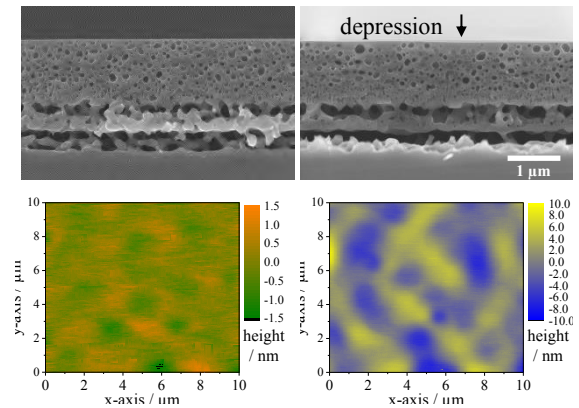 depression
1 µm
10
8
6
4
2
0
y-axis / µm
0 2 4 6 8 10
x-axis / µm
1.5
1.0
0.5
0.0
-0.5
-1.0
-1.5
height
/ nm
10
8
6
4
2
0
y-axis / µm
0 2 4 6 8 10
x-axis / µm
10.0
8.0
6.0
4.0
2.0
0.0
-2.0
-4.0
-6.0
-8.0
-10.0
height
/ nm